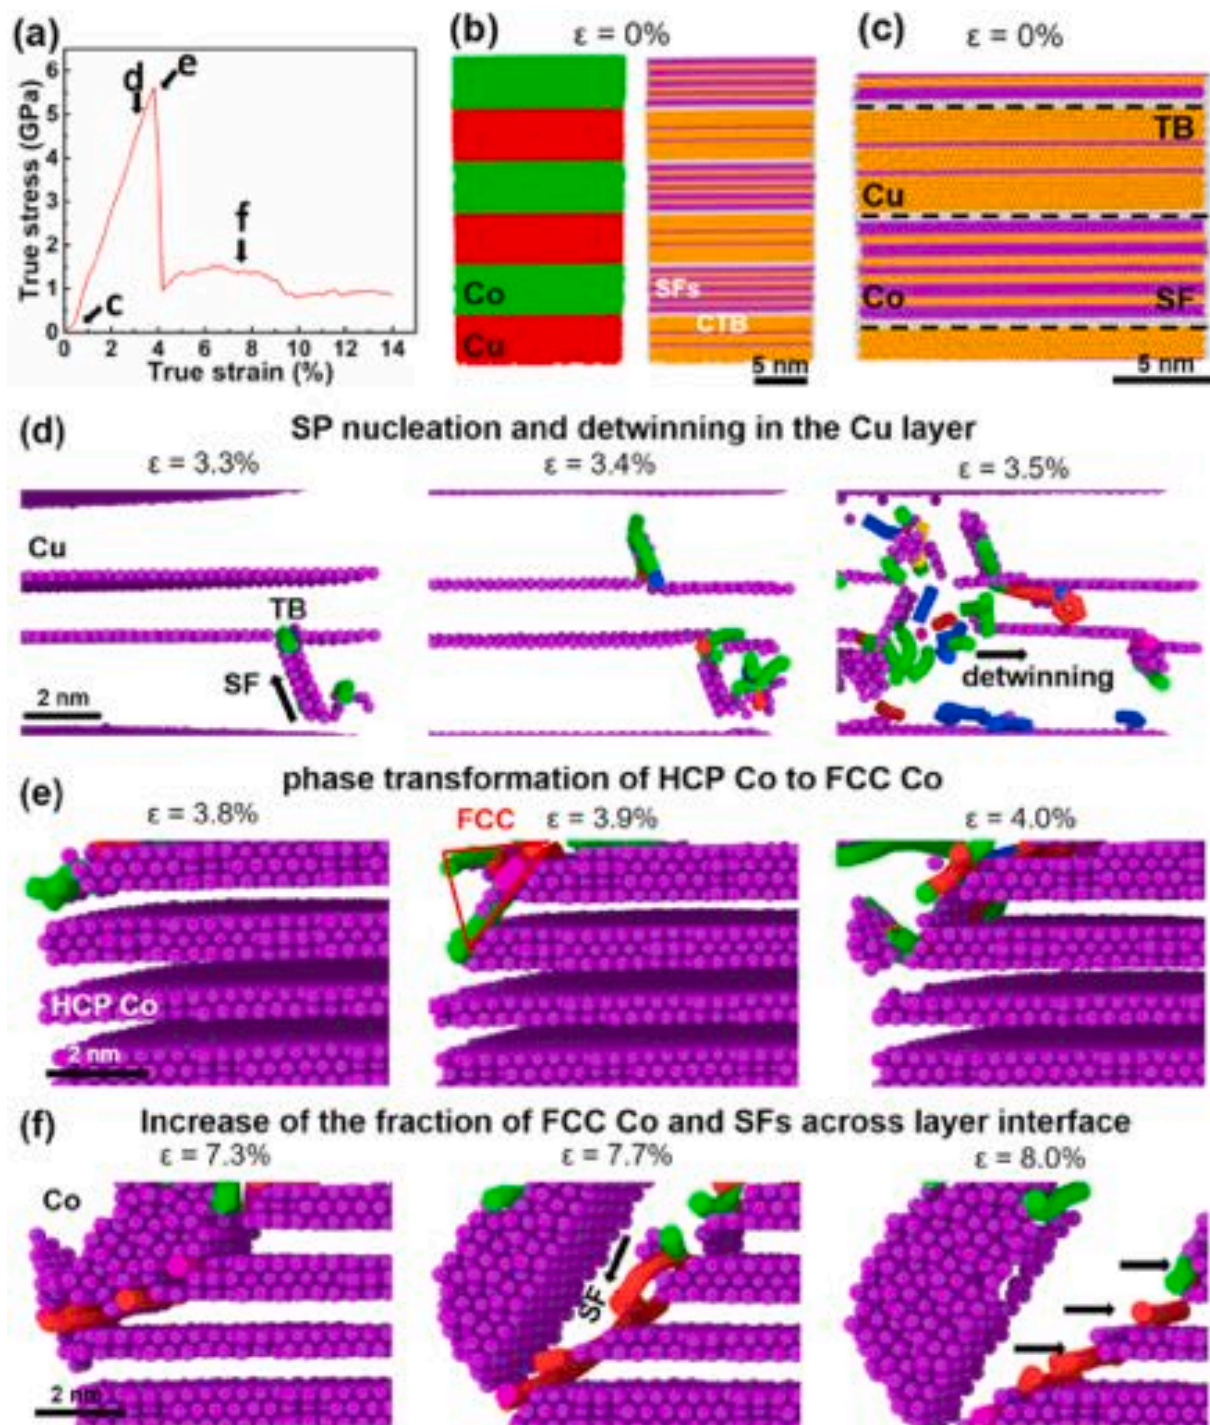 (a)
True stress (GPa)
6
5
4
3
2
1
0
0 2 4 6 8 10 12 14
True strain (%)
d
e
f
c
(b)
ε = 0%
Co
Cu
SFs
CTB
5 nm
(c)
ε = 0%
TB
Cu
Co
SF
5 nm
(d)
SP nucleation and detwinning in the Cu layer
ε = 3.3%
ε = 3.4%
ε = 3.5%
Cu
TB
SF
2 nm
detwinning
(e)
phase transformation of HCP Co to FCC Co
ε = 3.8%
FCC
ε = 3.9%
ε = 4.0%
HCP Co
2 nm
(f)
Increase of the fraction of FCC Co and SFs across layer interface
ε = 7.3%
ε = 7.7%
ε = 8.0%
Co
SF
2 nm